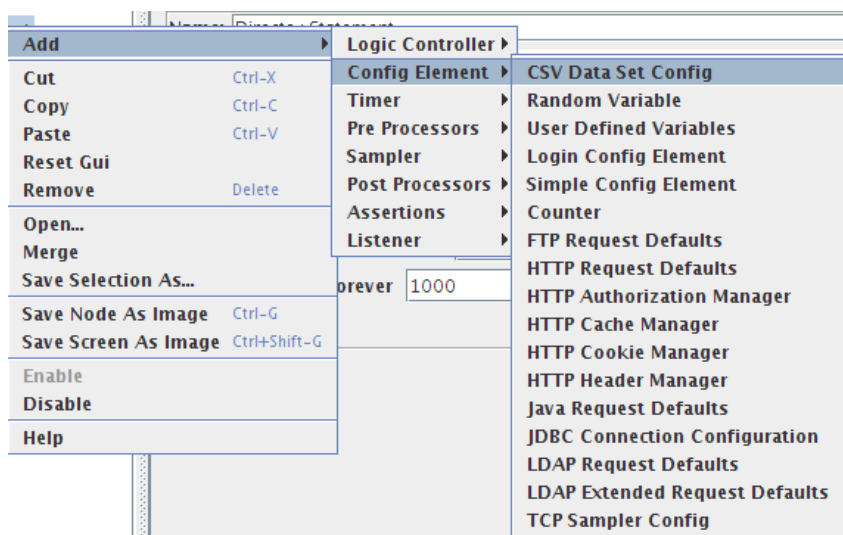 Add
Cut Ctrl-X
Copy Ctrl-C
Paste Ctrl-V
Reset Gui
Remove Delete
Open...
Merge
Save Selection As...
Save Node As Image Ctrl-G
Save Screen As Image Ctrl+Shift-G
Enable
Disable
Help
Logic Controller
Config Element
Timer
Pre Processors
Sampler
Post Processors
Assertions
Listener
orever 1000
CSV Data Set Config
Random Variable
User Defined Variables
Login Config Element
Simple Config Element
Counter
FTP Request Defaults
HTTP Request Defaults
HTTP Authorization Manager
HTTP Cache Manager
HTTP Cookie Manager
HTTP Header Manager
Java Request Defaults
JDBC Connection Configuration
LDAP Request Defaults
LDAP Extended Request Defaults
TCP Sampler Config